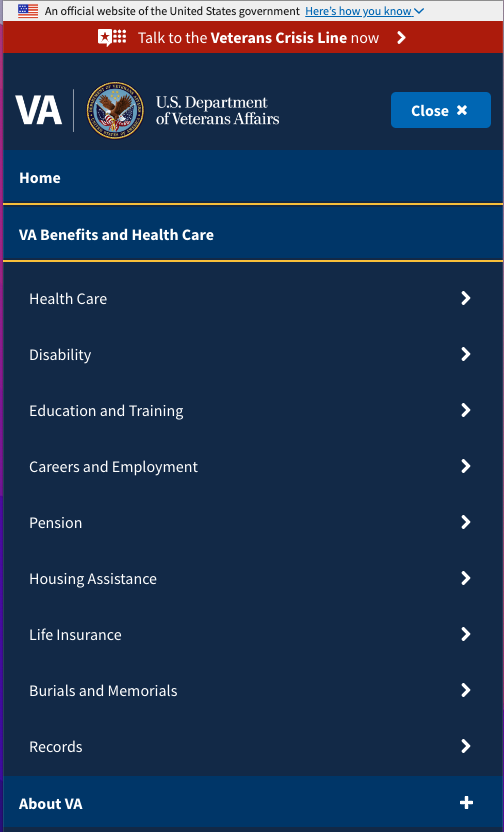 An official website of the United States government Here's how you know
Talk to the Veterans Crisis Line now
VA
U.S. Department
of Veterans Affairs
Close
Home
VA Benefits and Health Care
Health Care
Disability
Education and Training
Careers and Employment
Pension
Housing Assistance
Life Insurance
Burials and Memorials
Records
About VA